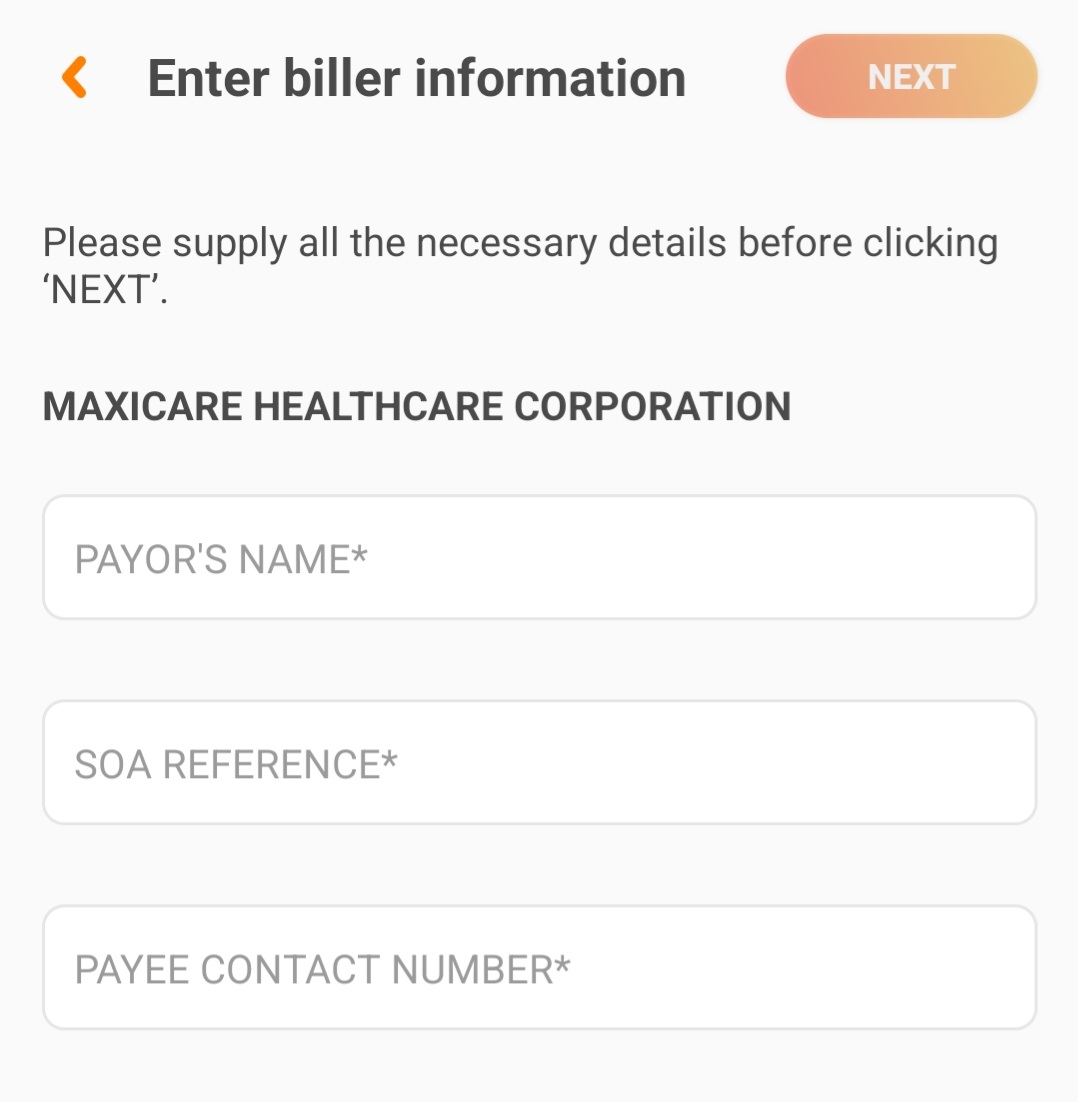 Enter biller information
NEXT
Please supply all the necessary details before clicking
‘NEXT’.
MAXICARE HEALTHCARE CORPORATION
PAYOR'S NAME*
SOA REFERENCE*
PAYEE CONTACT NUMBER*